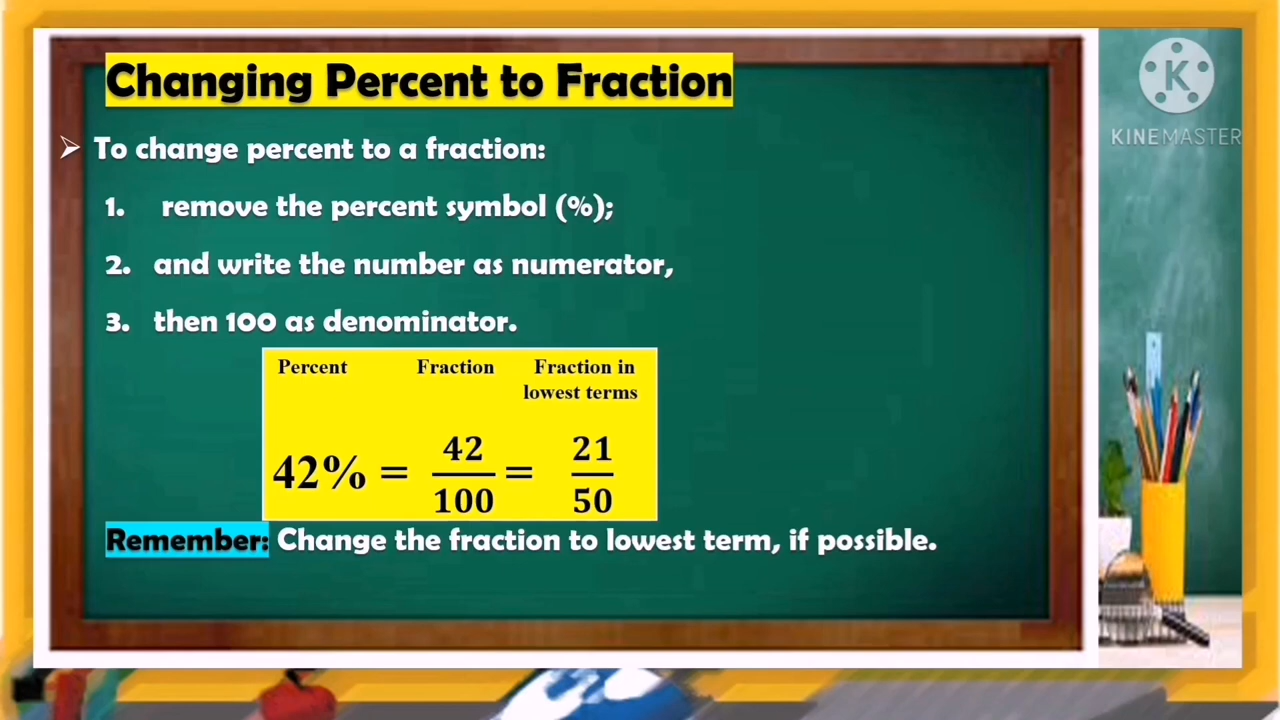 Changing Percent to Fraction
K
KINEMASTER
➢ To change percent to a fraction:
1. remove the percent symbol (%);
2. and write the number as numerator,
3. then 100 as denominator.
Percent Fraction Fraction in
lowest terms
42% = 42/100 = 21/50
Remember: Change the fraction to lowest term, if possible.